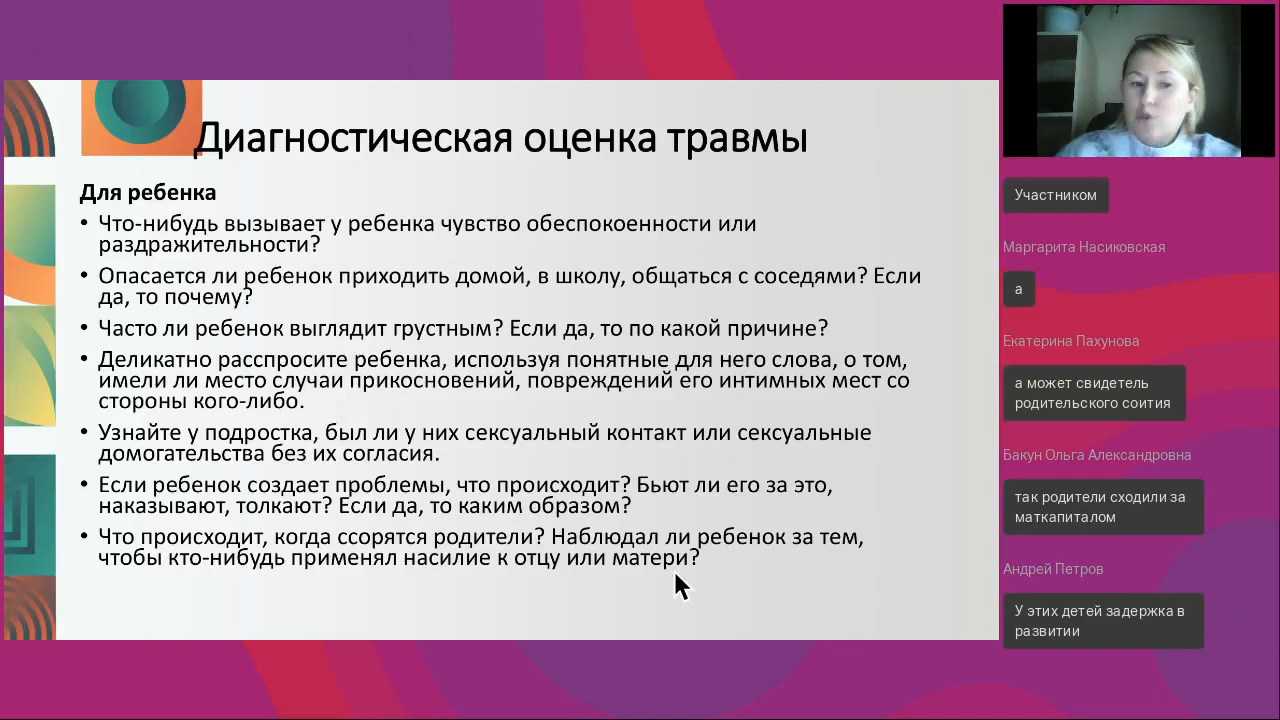 Диагностическая оценка травмы
Для ребенка
• Что-нибудь вызывает у ребенка чувство обеспокоенности или
раздражительности?
• Опасается ли ребенок приходить домой, в школу, общаться с соседями? Если
да, то почему?
• Часто ли ребенок выглядит грустным? Если да, то по какой причине?
• Деликатно расспросите ребенка, используя понятные для него слова, о том,
имели ли место случаи прикосновений, повреждений его интимных мест со
стороны кого-либо.
• Узнайте у подростка, был ли у них сексуальный контакт или сексуальные
домогательства без их согласия.
• Если ребенок создает проблемы, что происходит? Бьют ли его за это,
наказывают, толкают? Если да, то каким образом?
• Что происходит, когда ссорятся родители? Наблюдал ли ребенок за тем,
чтобы кто-нибудь применял насилие к отцу или матери?
Участником
Маргарита Насиковская
а
Екатерина Пахунова
а может свидетель
родительского соития
Бакун Ольга Александровна
так родители сходили за
маткапиталом
Андрей Петров
У этих детей задержка в
развитии